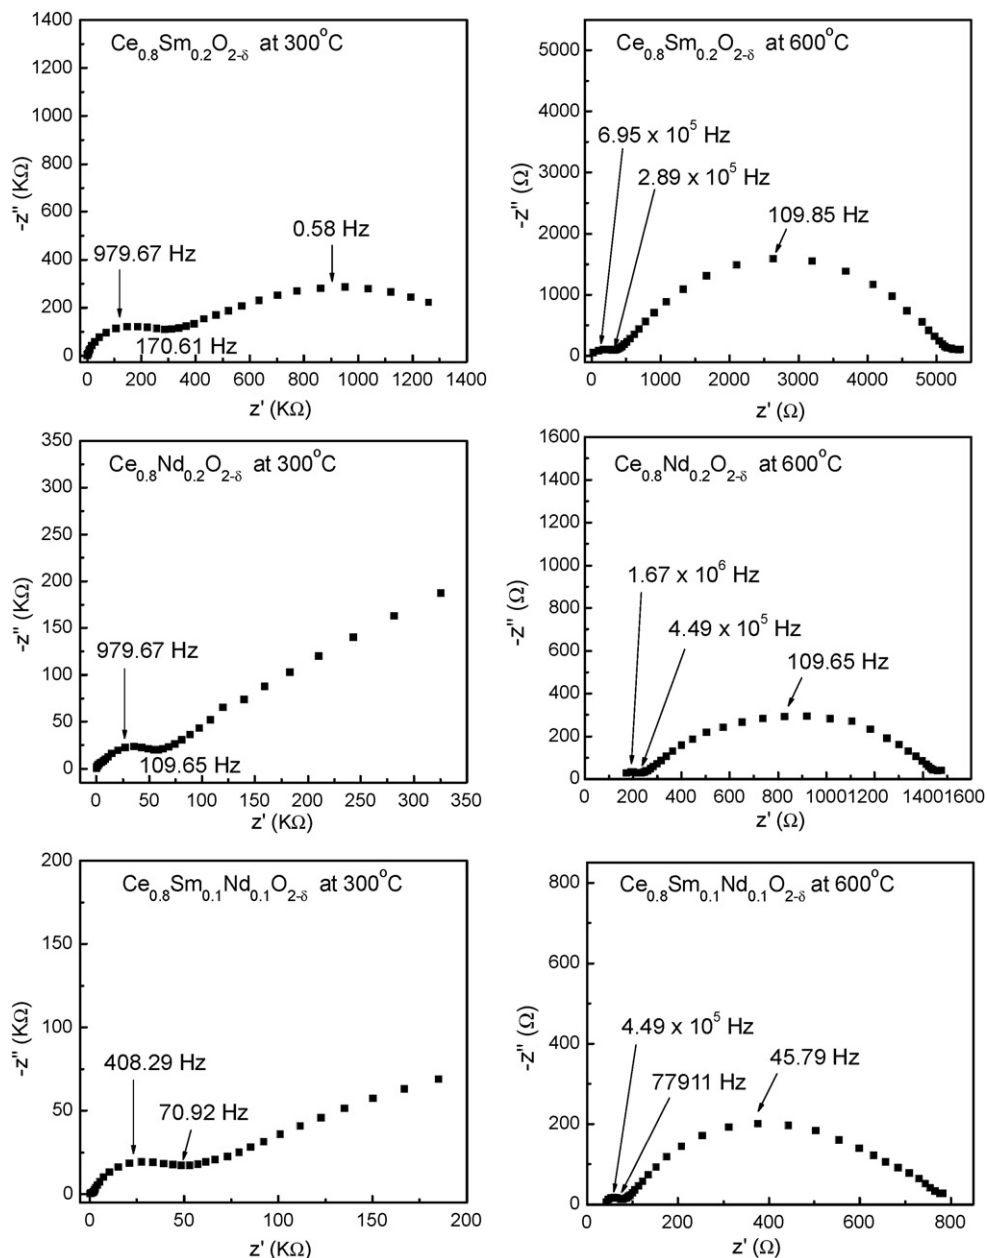 Ce0.8Sm0.2O2-δ at 300°C
1400
1200
1000
800
600
400
200
0
-z'' (KΩ)
979.67 Hz
0.58 Hz
170.61 Hz
0 200 400 600 800 1000 1200 1400
z' (KΩ)
Ce0.8Sm0.2O2-δ at 600°C
5000
4000
3000
2000
1000
0
-z'' (Ω)
6.95 x 10^5 Hz
2.89 x 10^5 Hz
109.85 Hz
0 1000 2000 3000 4000 5000
z' (Ω)
Ce0.8Nd0.2O2-δ at 300°C
350
300
250
200
150
100
50
0
-z'' (KΩ)
979.67 Hz
109.65 Hz
0 50 100 150 200 250 300 350
z' (KΩ)
Ce0.8Nd0.2O2-δ at 600°C
1600
1400
1200
1000
800
600
400
200
0
-z'' (Ω)
1.67 x 10^6 Hz
4.49 x 10^5 Hz
109.65 Hz
0 200 400 600 800 1000 1200 1400 1600
z' (Ω)
Ce0.8Sm0.1Nd0.1O2-δ at 300°C
200
150
100
50
0
-z'' (KΩ)
408.29 Hz
70.92 Hz
0 50 100 150 200
z' (KΩ)
Ce0.8Sm0.1Nd0.1O2-δ at 600°C
800
600
400
200
0
-z'' (Ω)
4.49 x 10^5 Hz
77911 Hz
45.79 Hz
0 200 400 600 800
z' (Ω)